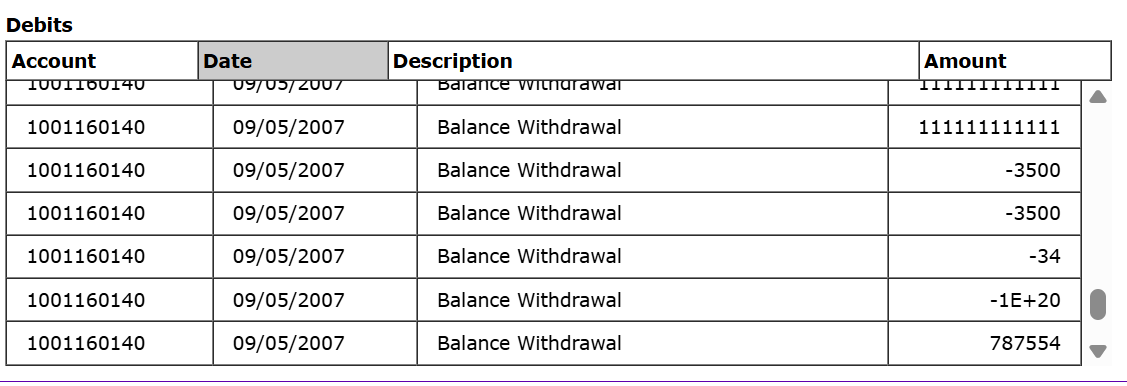 Debits
Account Date Description Amount
1001160140 09/05/2007 Balance Withdrawal 111111111111
1001160140 09/05/2007 Balance Withdrawal 111111111111
1001160140 09/05/2007 Balance Withdrawal -3500
1001160140 09/05/2007 Balance Withdrawal -3500
1001160140 09/05/2007 Balance Withdrawal -34
1001160140 09/05/2007 Balance Withdrawal -1E+20
1001160140 09/05/2007 Balance Withdrawal 787554